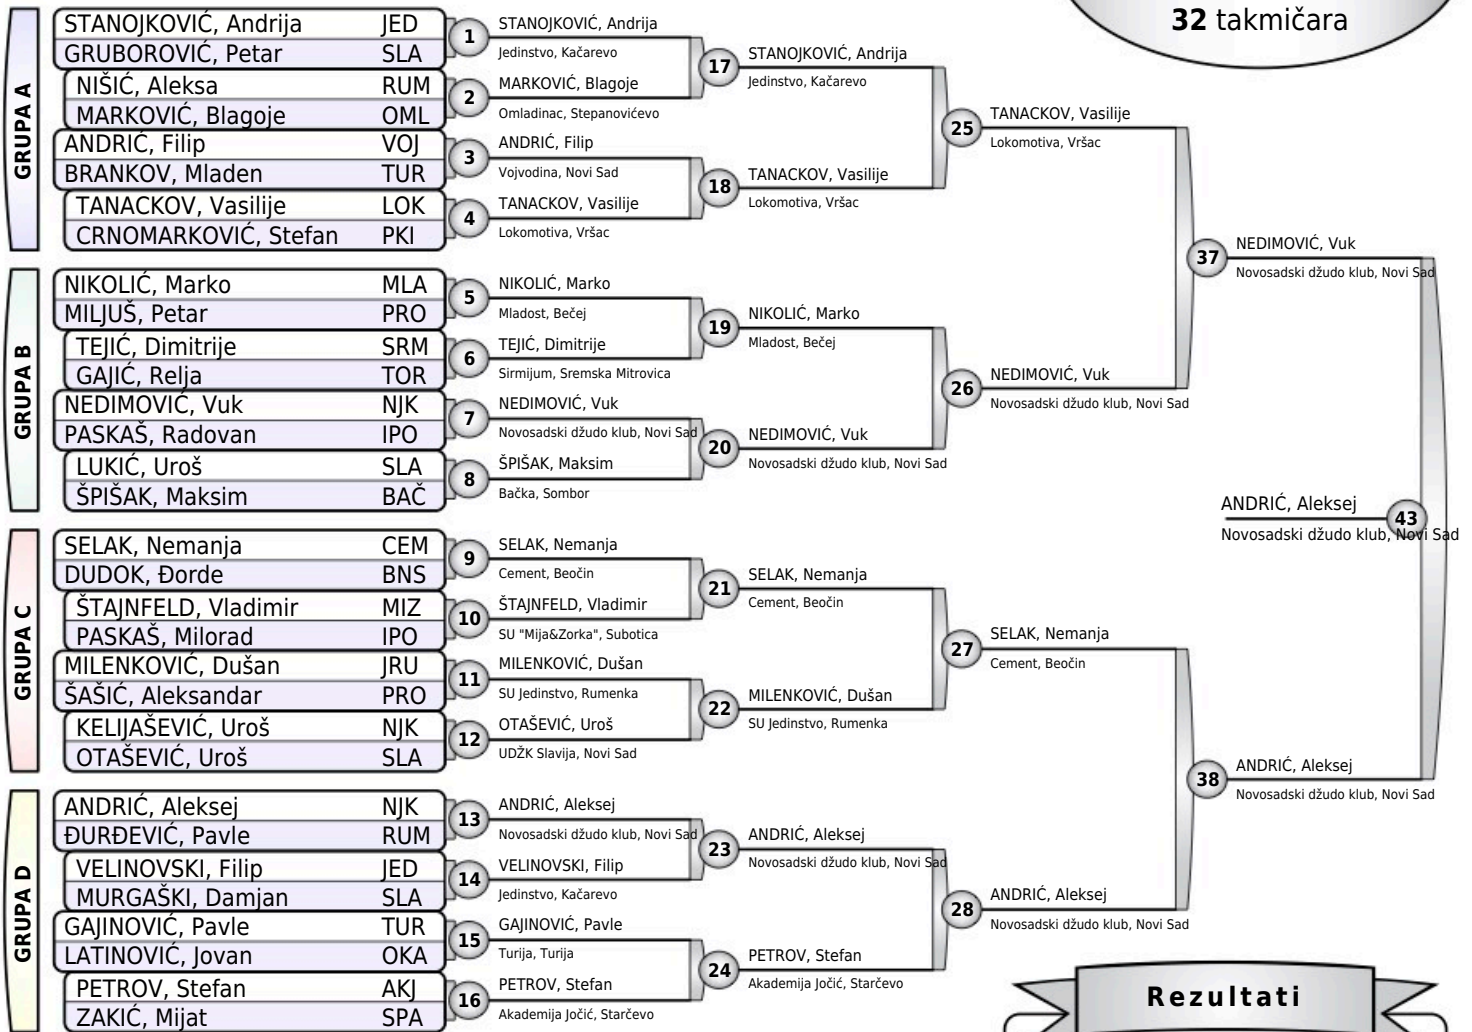 32 takmičara
GRUPA A
STANOJKOVIĆ, Andrija JED
GRUBOROVIĆ, Petar SLA
NIŠIĆ, Aleksa RUM
MARKOVIĆ, Blagoje OML
ANDRIĆ, Filip VOJ
BRANKOV, Mladen TUR
TANACKOV, Vasilije LOK
CRNOMARKOVIĆ, Stefan PKI
GRUPA B
NIKOLIĆ, Marko MLA
MILJUŠ, Petar PRO
TEJIĆ, Dimitrije SRM
GAJIĆ, Relja TOR
NEDIMOVIĆ, Vuk NJK
PASKAŠ, Radovan IPO
LUKIĆ, Uroš SLA
ŠPIŠAK, Maksim BAČ
GRUPA C
SELAK, Nemanja CEM
DUDOK, Đorđe BNS
ŠTAJNFELD, Vladimir MIZ
PASKAŠ, Milorad IPO
MILENKOVIĆ, Dušan JRU
ŠAŠIĆ, Aleksandar PRO
KELIJAŠEVIĆ, Uroš NJK
OTAŠEVIĆ, Uroš SLA
GRUPA D
ANDRIĆ, Aleksej NJK
ĐURĐEVIĆ, Pavle RUM
VELINOVSKI, Filip JED
MURGAŠKI, Damjan SLA
GAJINOVIĆ, Pavle TUR
LATINOVIĆ, Jovan OKA
PETROV, Stefan AKJ
ZAKIĆ, Mijat SPA
1
STANOJKOVIĆ, Andrija
Jedinstvo, Kačarevo
2
MARKOVIĆ, Blagoje
Omladinac, Stepanovićevo
3
ANDRIĆ, Filip
Vojvodina, Novi Sad
4
TANACKOV, Vasilije
Lokomotiva, Vršac
5
NIKOLIĆ, Marko
Mladost, Bečej
6
TEJIĆ, Dimitrije
Sirmijum, Sremska Mitrovica
7
NEDIMOVIĆ, Vuk
Novosadski džudo klub, Novi Sad
8
ŠPIŠAK, Maksim
Bačka, Sombor
9
SELAK, Nemanja
Cement, Beočin
10
ŠTAJNFELD, Vladimir
SU "Mija&Zorka", Subotica
11
MILENKOVIĆ, Dušan
SU Jedinstvo, Rumenka
12
OTAŠEVIĆ, Uroš
UDŽK Slavija, Novi Sad
13
ANDRIĆ, Aleksej
Novosadski džudo klub, Novi Sad
14
VELINOVSKI, Filip
Jedinstvo, Kačarevo
15
GAJINOVIĆ, Pavle
Turija, Turija
16
PETROV, Stefan
Akademija Jočić, Starčevo
17
STANOJKOVIĆ, Andrija
Jedinstvo, Kačarevo
18
TANACKOV, Vasilije
Lokomotiva, Vršac
19
NIKOLIĆ, Marko
Mladost, Bečej
20
NEDIMOVIĆ, Vuk
Novosadski džudo klub, Novi Sad
21
SELAK, Nemanja
Cement, Beočin
22
MILENKOVIĆ, Dušan
SU Jedinstvo, Rumenka
23
ANDRIĆ, Aleksej
Novosadski džudo klub, Novi Sad
24
PETROV, Stefan
Akademija Jočić, Starčevo
25
TANACKOV, Vasilije
Lokomotiva, Vršac
26
NEDIMOVIĆ, Vuk
Novosadski džudo klub, Novi Sad
27
SELAK, Nemanja
Cement, Beočin
28
ANDRIĆ, Aleksej
Novosadski džudo klub, Novi Sad
37
NEDIMOVIĆ, Vuk
Novosadski džudo klub, Novi Sad
38
ANDRIĆ, Aleksej
Novosadski džudo klub, Novi Sad
43
ANDRIĆ, Aleksej
Novosadski džudo klub, Novi Sad
Rezultati